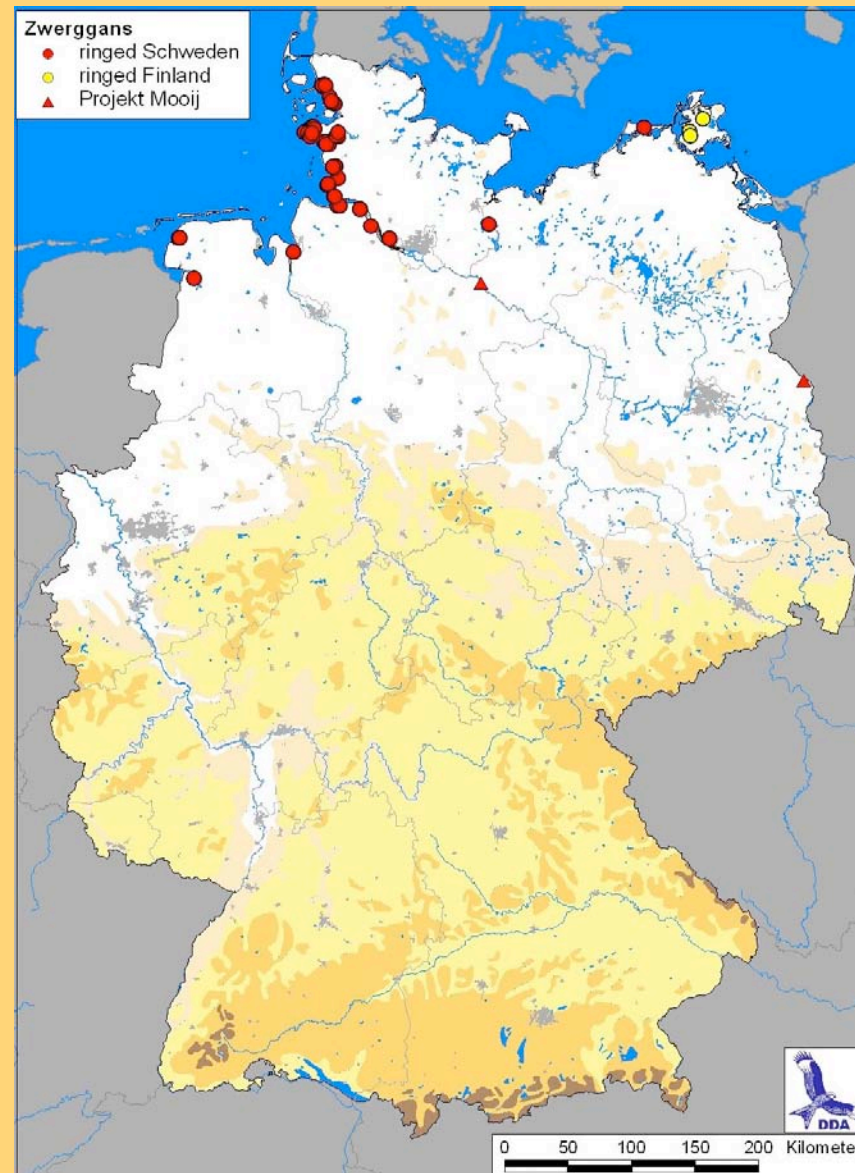 Zwerggans
ringed Schweden
ringed Finland
Projekt Mooij
DDA
0 50 100 150 200 Kilomete